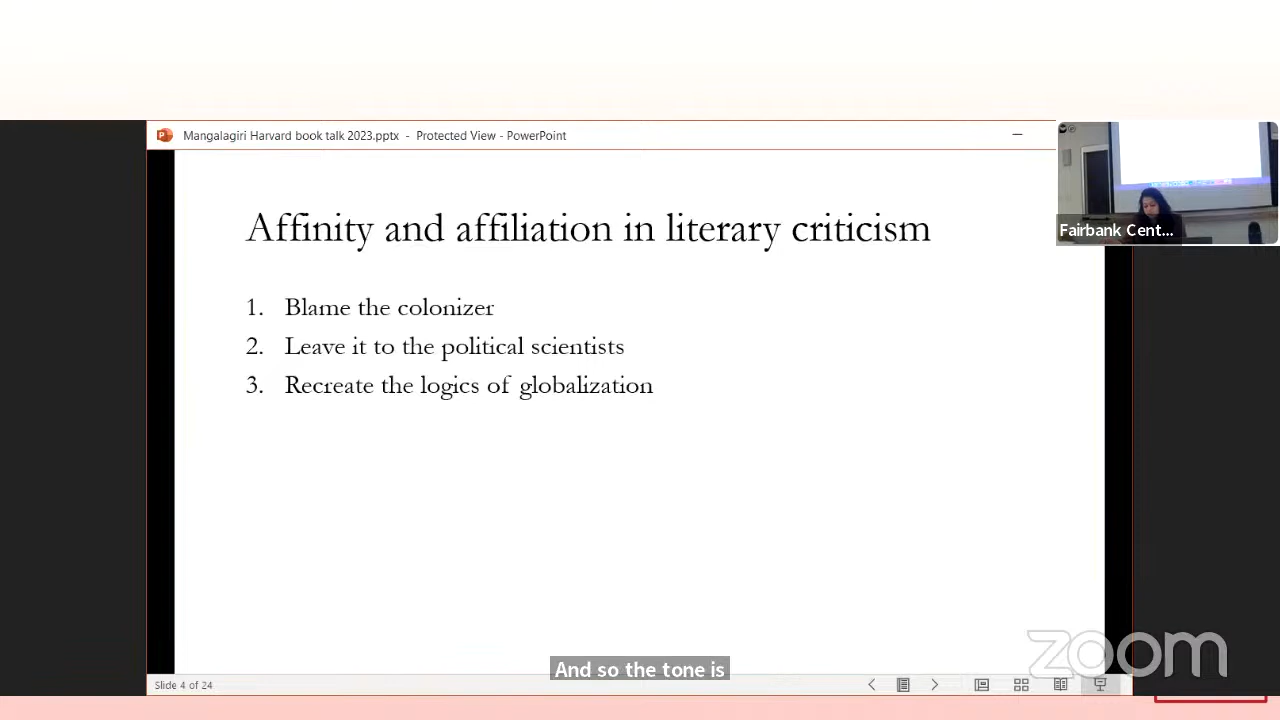 Mangalagiri Harvard book talk 2023.pptx - Protected View - PowerPoint
Affinity and affiliation in literary criticism
1. Blame the colonizer
2. Leave it to the political scientists
3. Recreate the logics of globalization
Fairbank Cent...
zoom
And so the tone is
Slide 4 of 24